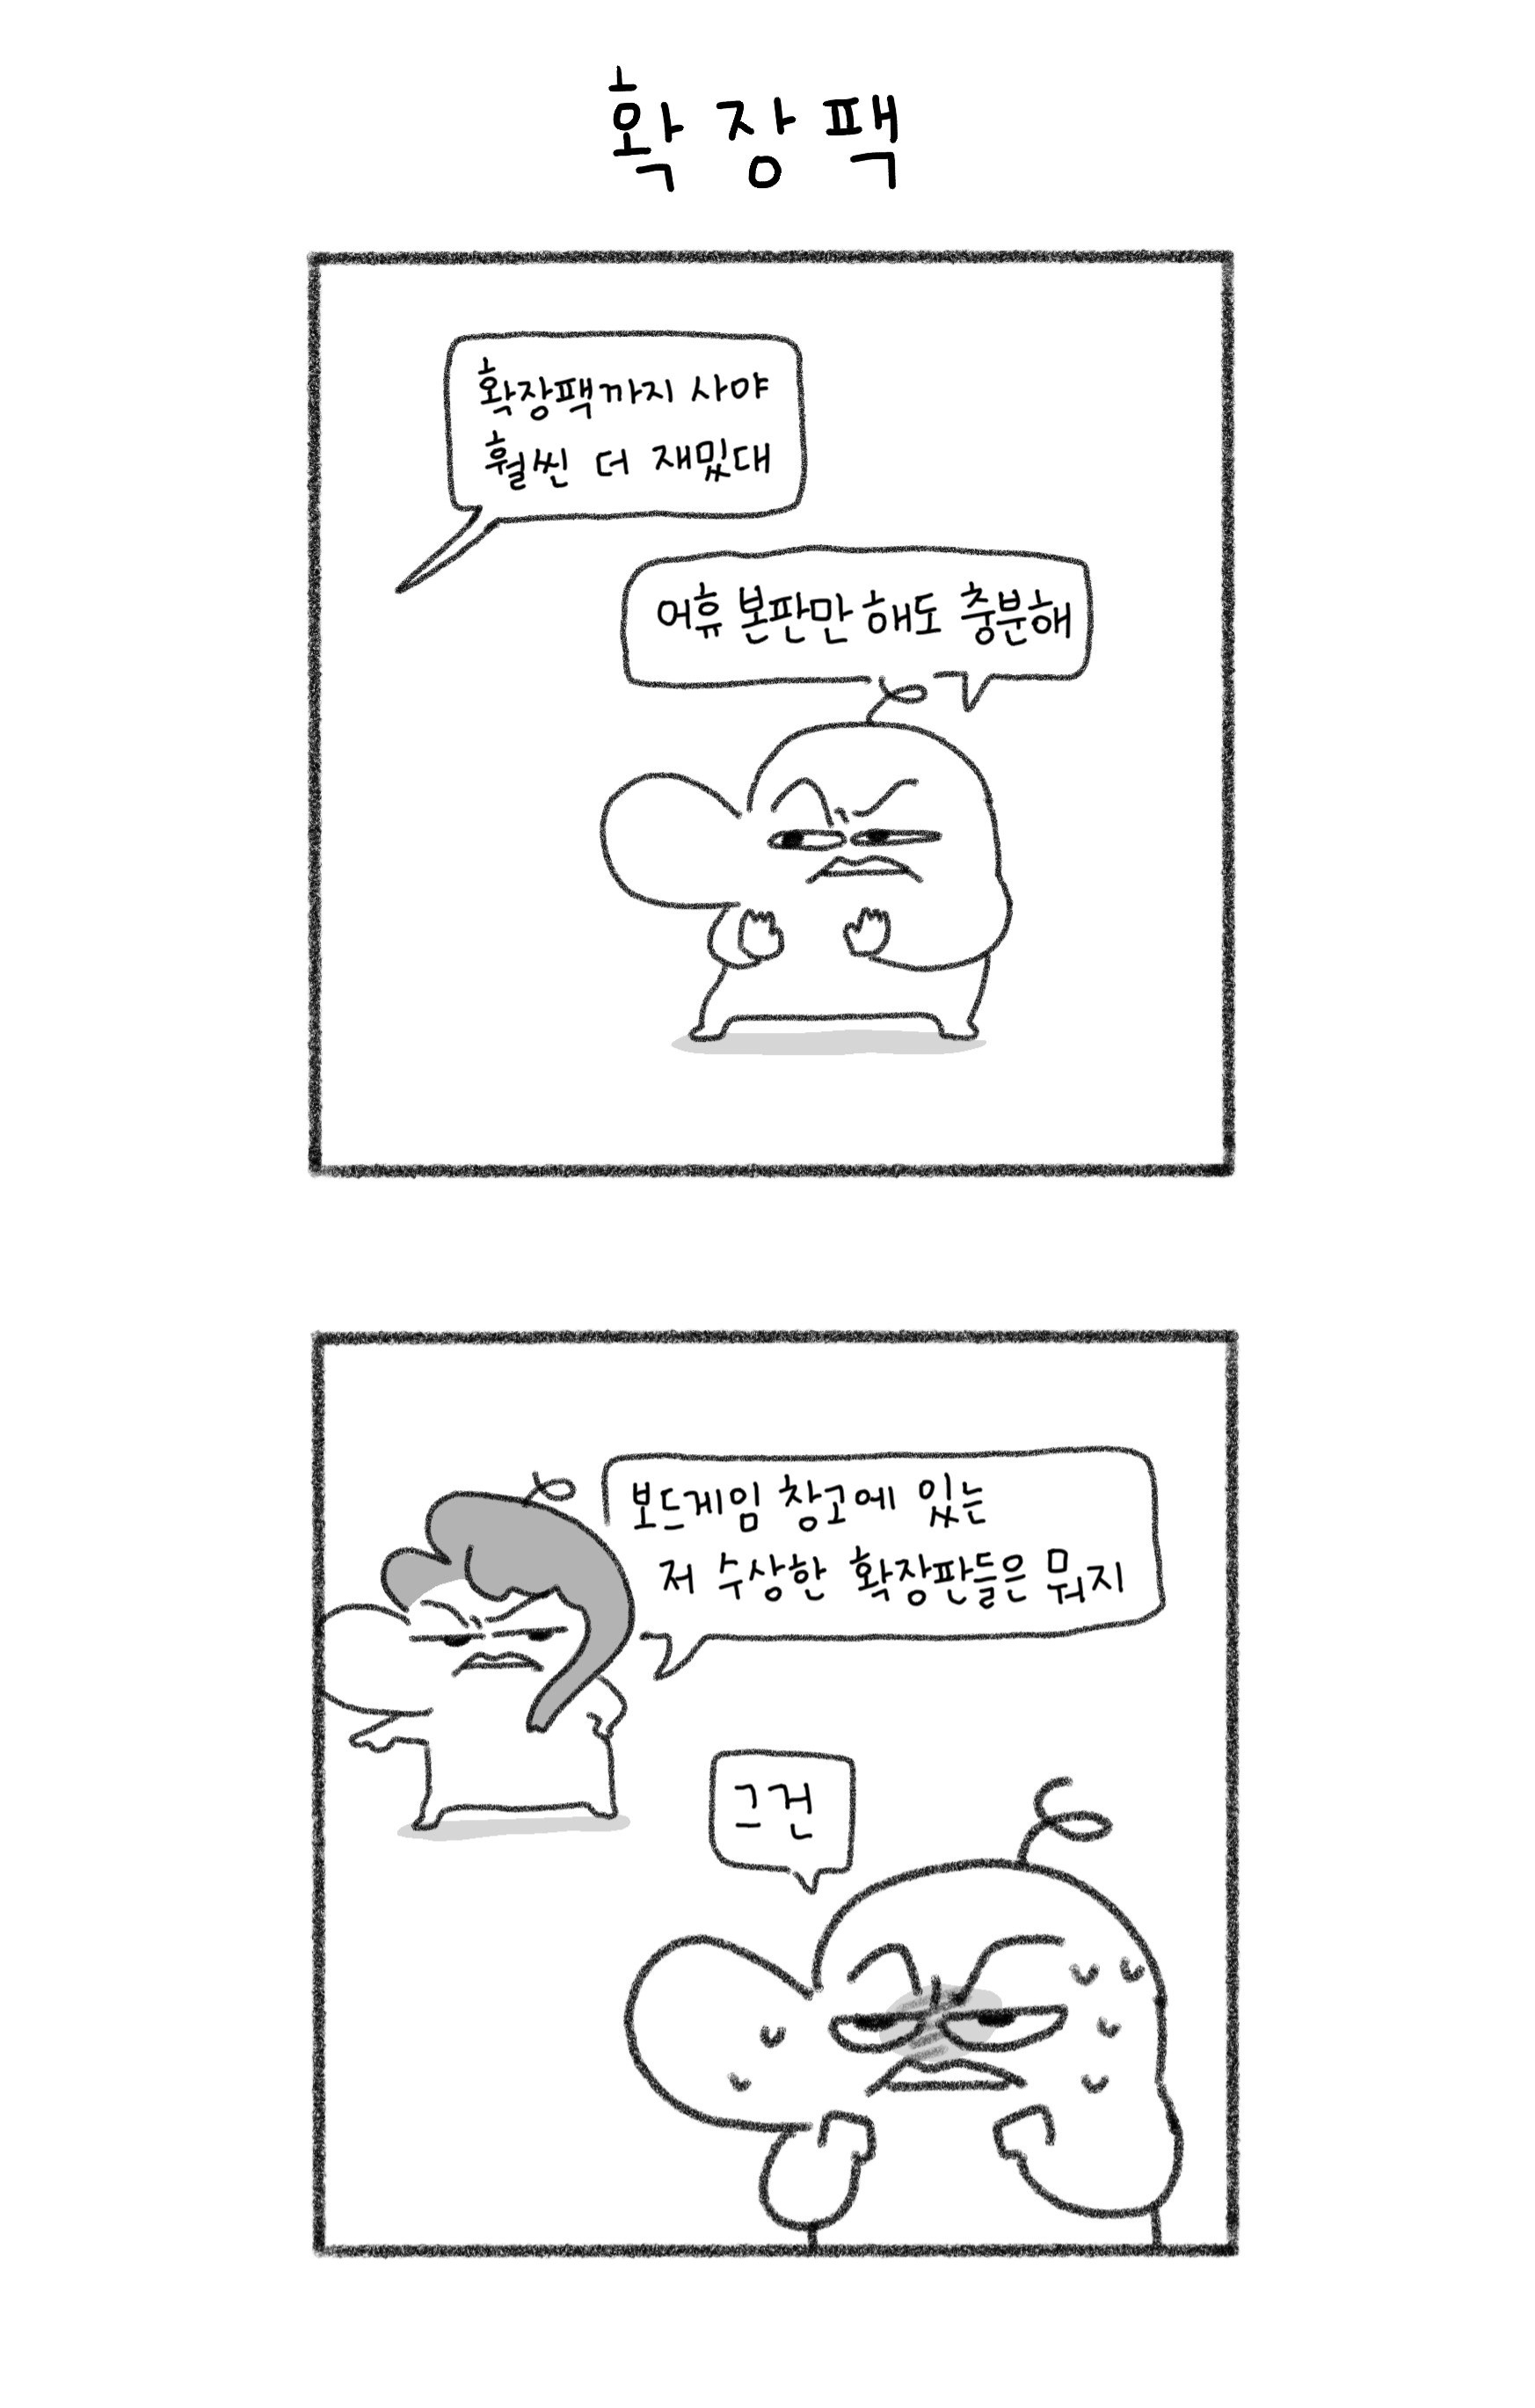 확장팩
확장팩까지 사야
훨씬 더 재밌대
어휴 본판만 해도 충분해
보드게임 창고에 있는
저 수상한 확장판들은 뭐지
그건